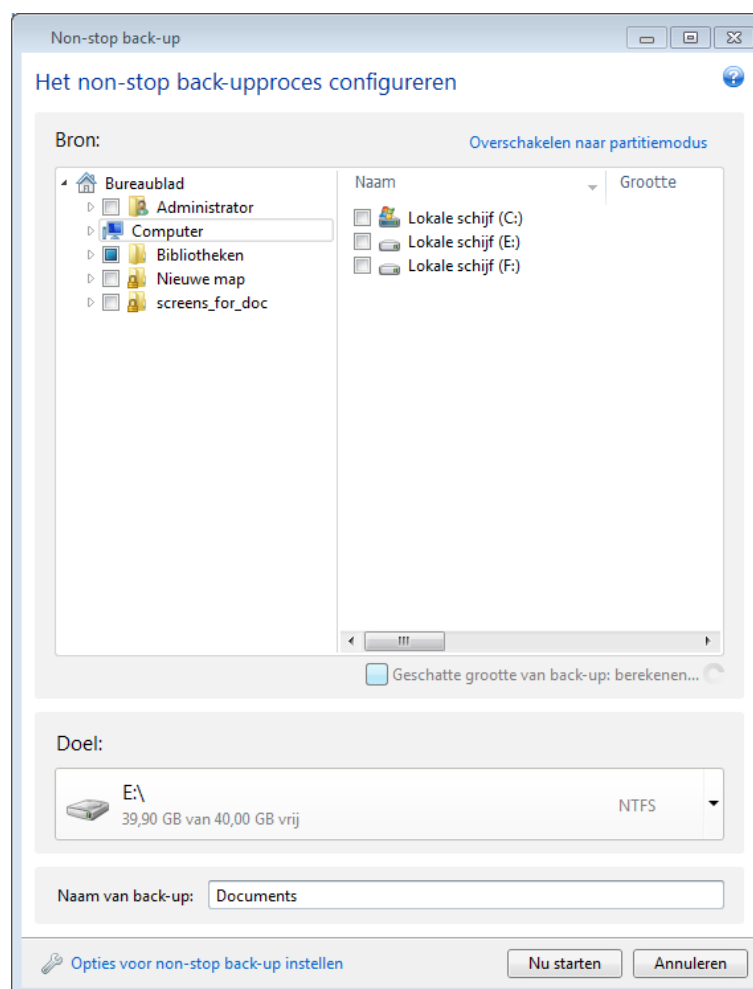 Non-stop back-up
Het non-stop back-upproces configureren
Bron:
Overschakelen naar partitiemodus
Bureaublad
Administrator
Computer
Bibliotheken
Nieuwe map
screens_for_doc
Naam
Grootte
Lokale schijf (C:)
Lokale schijf (E:)
Lokale schijf (F:)
Geschatte grootte van back-up: berekenen...
Doel:
E:\
39,90 GB van 40,00 GB vrij
NTFS
Naam van back-up:
Documents
Opties voor non-stop back-up instellen
Nu starten
Annuleren